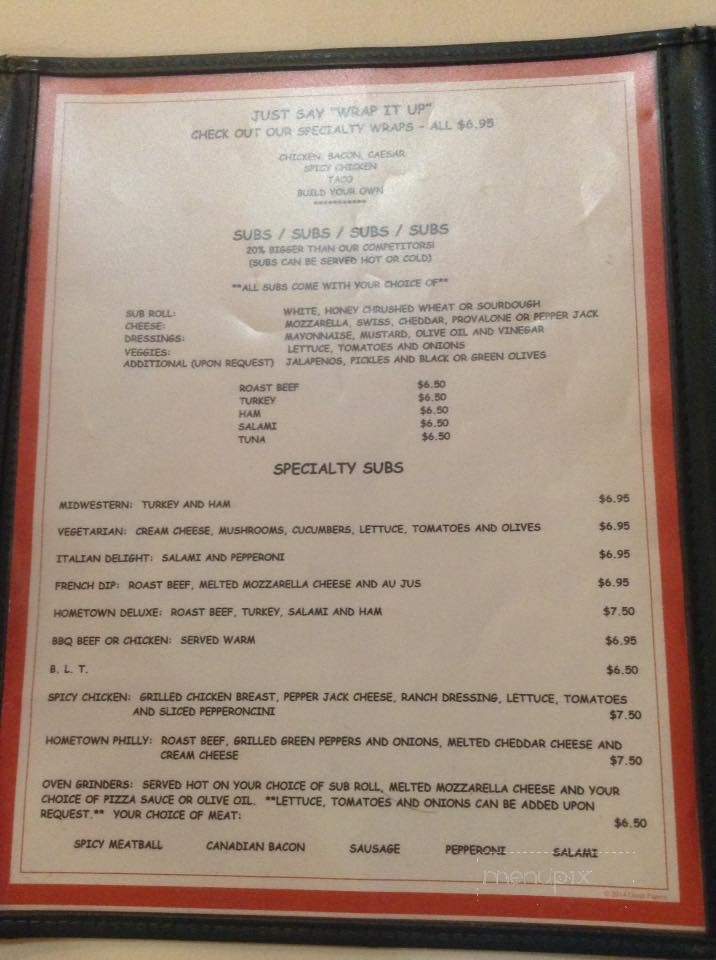 JUST SAY "WRAP IT UP"
CHECK OUT OUR SPECIALTY WRAPS - ALL $6.95
CHICKEN, BACON, CAESAR
SPICY CHICKEN
TACO
BUILD YOUR OWN
***********
SUBS / SUBS / SUBS / SUBS
20% BIGGER THAN OUR COMPETITORS!
(SUBS CAN BE SERVED HOT OR COLD)
**ALL SUBS COME WITH YOUR CHOICE OF**
SUB ROLL: WHITE, HONEY CHRUSHED WHEAT OR SOURDOUGH
CHEESE: MOZZARELLA, SWISS, CHEDDAR, PROVALONE OR PEPPER JACK
DRESSINGS: MAYONNAISE, MUSTARD, OLIVE OIL AND VINEGAR
VEGGIES: LETTUCE, TOMATOES AND ONIONS
ADDITIONAL (UPON REQUEST) JALAPENOS, PICKLES AND BLACK OR GREEN OLIVES
ROAST BEEF $6.50
TURKEY $6.50
HAM $6.50
SALAMI $6.50
TUNA $6.50
SPECIALTY SUBS
MIDWESTERN: TURKEY AND HAM $6.95
VEGETARIAN: CREAM CHEESE, MUSHROOMS, CUCUMBERS, LETTUCE, TOMATOES AND OLIVES $6.95
ITALIAN DELIGHT: SALAMI AND PEPPERONI $6.95
FRENCH DIP: ROAST BEEF, MELTED MOZZARELLA CHEESE AND AU JUS $6.95
HOMETOWN DELUXE: ROAST BEEF, TURKEY, SALAMI AND HAM $7.50
BBQ BEEF OR CHICKEN: SERVED WARM $6.95
B. L. T. $6.50
SPICY CHICKEN: GRILLED CHICKEN BREAST, PEPPER JACK CHEESE, RANCH DRESSING, LETTUCE, TOMATOES
AND SLICED PEPPERONCINI $7.50
HOMETOWN PHILLY: ROAST BEEF, GRILLED GREEN PEPPERS AND ONIONS, MELTED CHEDDAR CHEESE AND
CREAM CHEESE $7.50
OVEN GRINDERS: SERVED HOT ON YOUR CHOICE OF SUB ROLL, MELTED MOZZARELLA CHEESE AND YOUR
CHOICE OF PIZZA SAUCE OR OLIVE OIL. **LETTUCE, TOMATOES AND ONIONS CAN BE ADDED UPON
REQUEST.** YOUR CHOICE OF MEAT: $6.50
SPICY MEATBALL CANADIAN BACON SAUSAGE PEPPERONI SALAMI
menupix